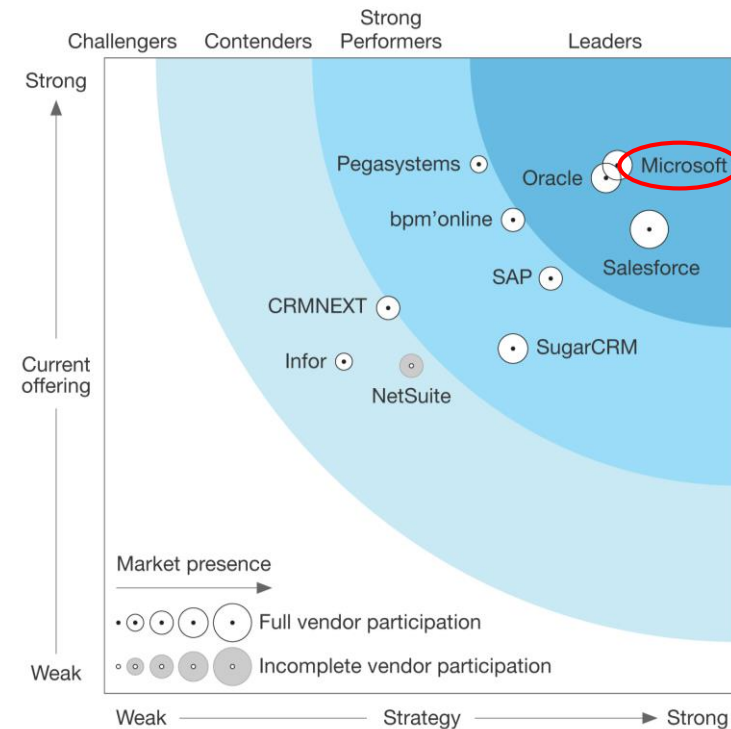 Challengers
Contenders
Strong
Performers
Leaders
Strong
Pegasystems
Microsoft
Oracle
bpm’online
Salesforce
SAP
CRMNEXT
SugarCRM
Infor
NetSuite
Current
offering
Market presence
Full vendor participation
Incomplete vendor participation
Weak
Weak
Strategy
Strong